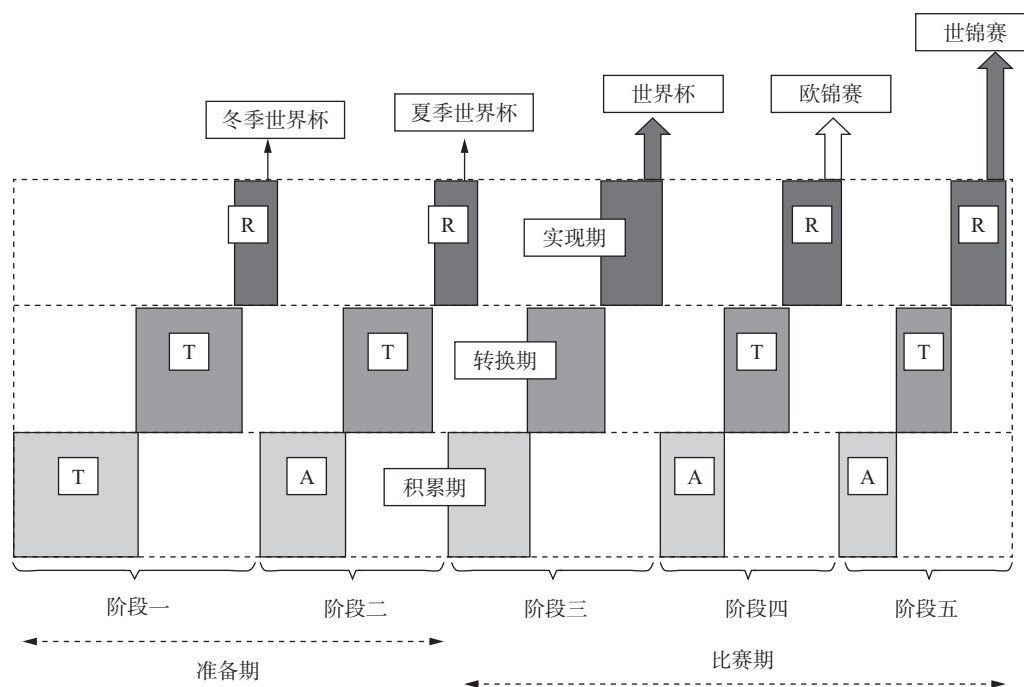 世锦赛
世界杯
欧锦赛
冬季世界杯
夏季世界杯
R
R
实现期
R
R
T
T
转换期
T
T
T
A
积累期
A
A
阶段一
阶段二
阶段三
阶段四
阶段五
准备期
比赛期